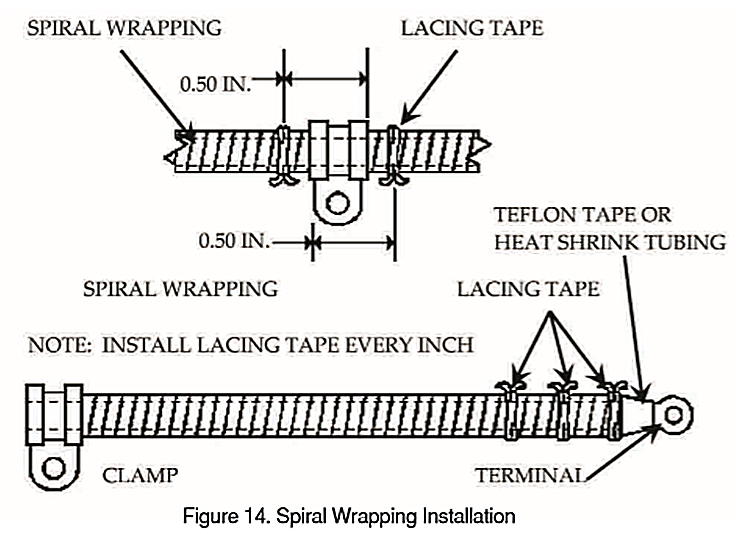 SPIRAL WRAPPING
LACING TAPE
0.50 IN.
0.50 IN.
TEFLON TAPE OR
HEAT SHRINK TUBING
SPIRAL WRAPPING
LACING TAPE
NOTE: INSTALL LACING TAPE EVERY INCH
CLAMP
TERMINAL
Figure 14. Spiral Wrapping Installation